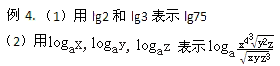 例 4.（1）用 lg2 和 lg3 表示 lg75
（2）用logₐx, logₐy, logₐz 表示 logₐ (x⁴∛(y²z))/(√(xyz³))